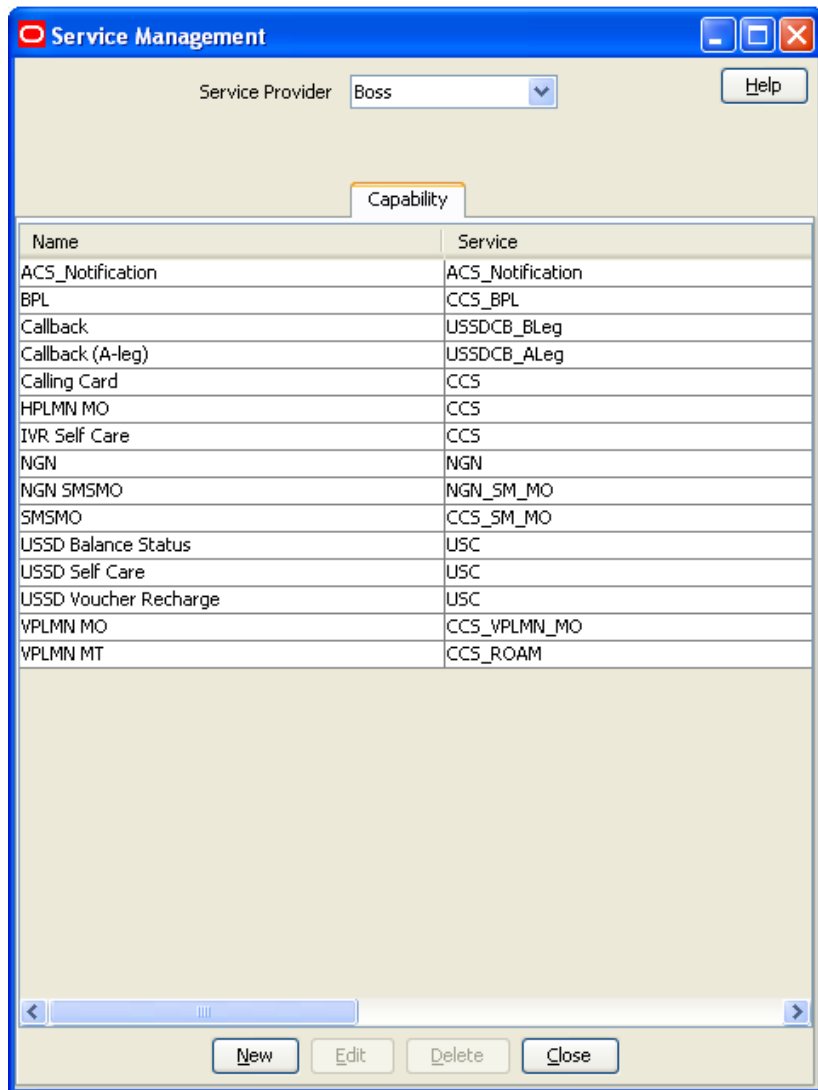 Service Management
Service Provider Boss Help
Capability
Name Service
ACS_Notification ACS_Notification
BPL CCS_BPL
Callback USSDCB_BLeg
Callback (A-leg) USSDCB_ALeg
Calling Card CCS
HPLMN MO CCS
IVR Self Care CCS
NGN NGN
NGN SMSMO NGN_SM_MO
SMSMO CCS_SM_MO
USSD Balance Status USC
USSD Self Care USC
USSD Voucher Recharge USC
VPLMN MO CCS_VPLMN_MO
VPLMN MT CCS_ROAM
New Edit Delete Close